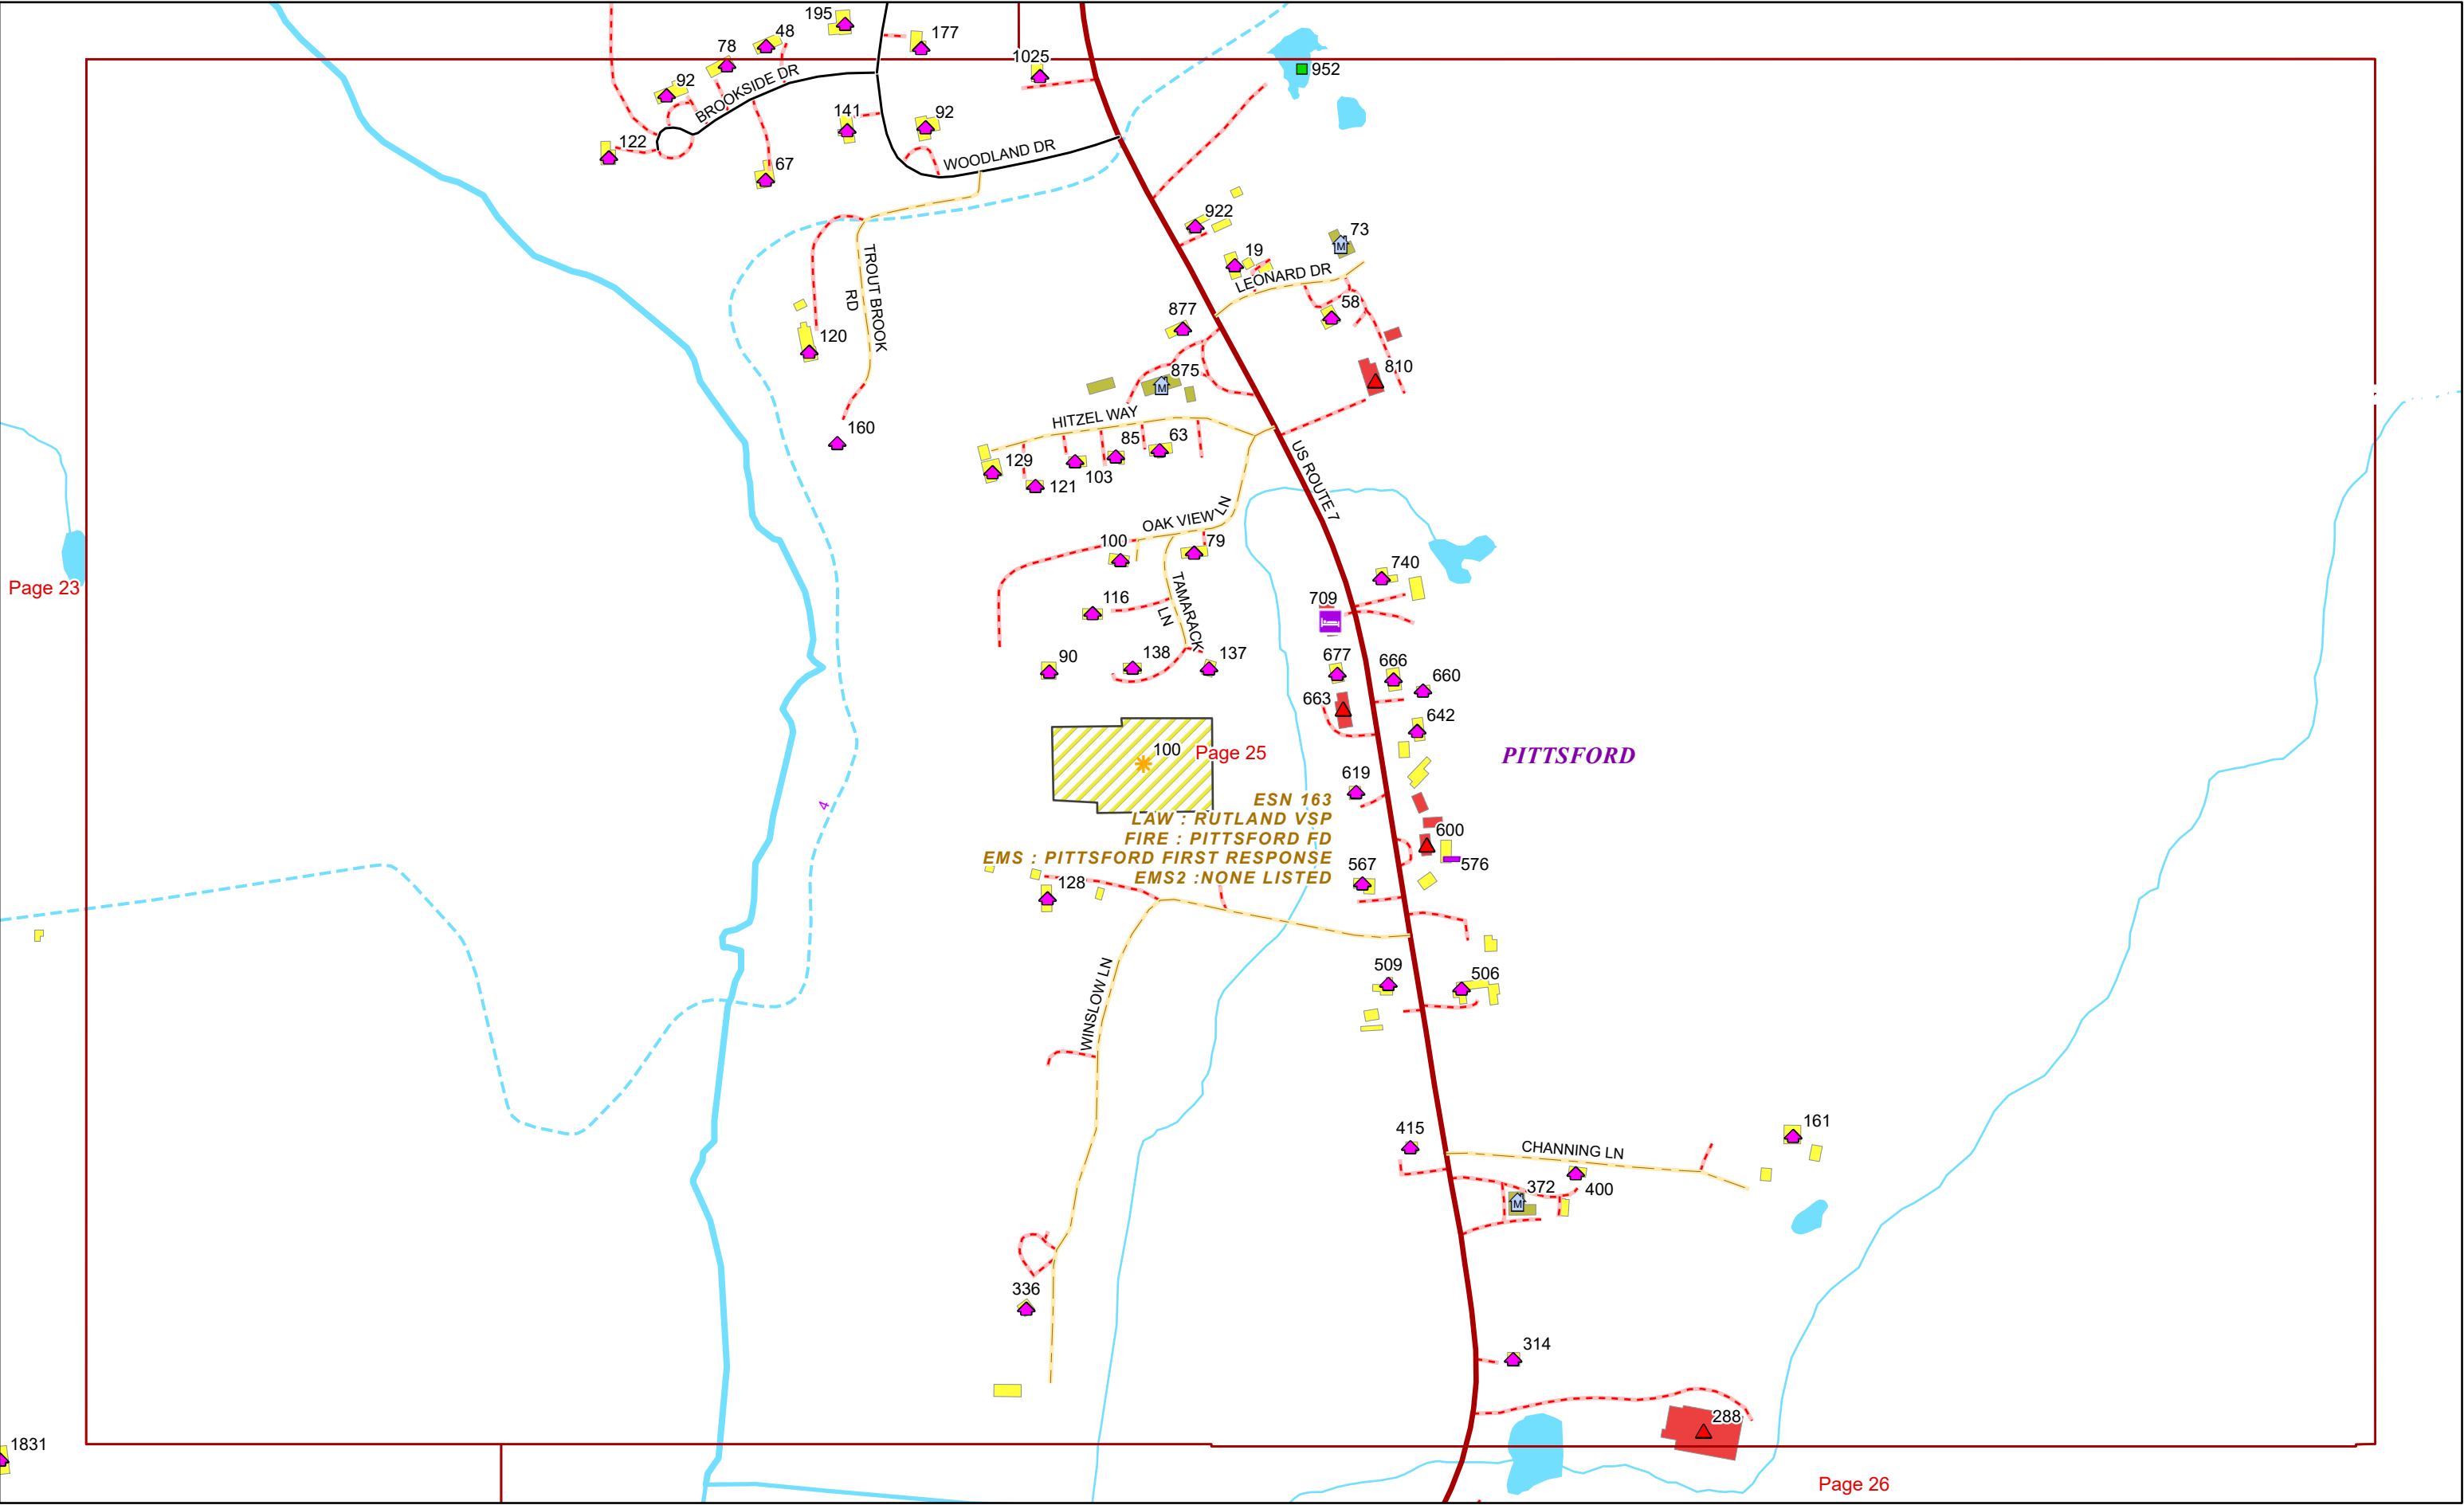 195
48
177
78
1025
952
92
BROOKSIDE DR
141
92
122
WOODLAND DR
67
922
73
19
LEONARD DR
TROUT BROOK
RD
58
877
120
810
875
HITZEL WAY
160
85
63
129
103
121
US ROUTE 7
OAK VIEW LN
100
79
740
Page 23
116
TAMARACK
LN
709
90
138
137
677
666
660
663
642
100
Page 25
PITTSFORD
619
4
ESN 163
LAW : RUTLAND VSP
FIRE : PITTSFORD FD
EMS : PITTSFORD FIRST RESPONSE
EMS2 :NONE LISTED
600
576
567
128
509
506
WINSLOW LN
415
161
CHANNING LN
372
400
336
314
288
1831
Page 26
M
M
M